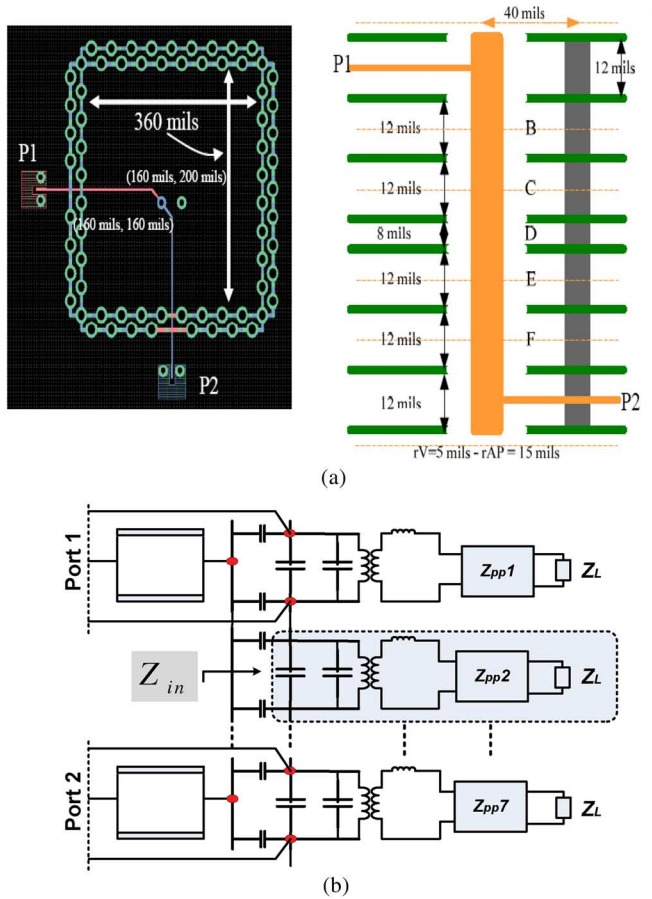 P1
360 mils
(160 mils, 200 mils)
(160 mils, 160 mils)
P2
40 mils
P1
12 mils
12 mils
B
12 mils
C
8 mils
D
12 mils
E
12 mils
F
12 mils
P2
rV=5 mils - rAP = 15 mils
(a)
Port 1
Zpp1
ZL
Z in
Zpp2
ZL
Port 2
Zpp7
ZL
(b)